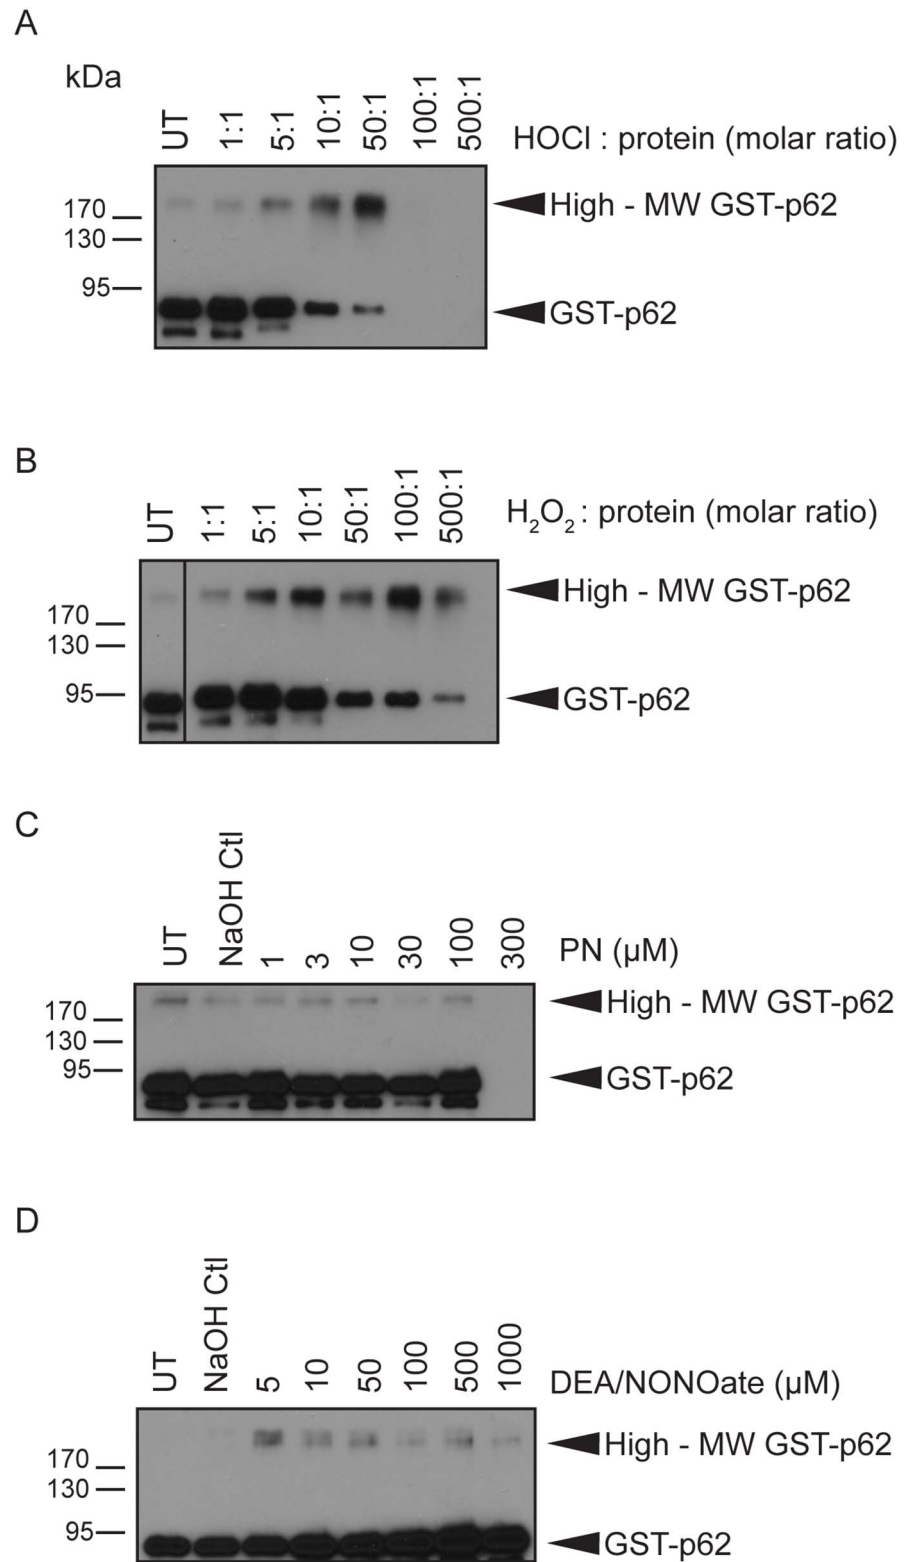 A
kDa
UT 1:1 5:1 10:1 50:1 100:1 500:1
HOCl : protein (molar ratio)
170
130
95
High - MW GST-p62
GST-p62
B
UT 1:1 5:1 10:1 50:1 100:1 500:1
H₂O₂ : protein (molar ratio)
170
130
95
High - MW GST-p62
GST-p62
C
UT NaOH Ctl 1 3 10 30 100 300
PN (µM)
170
130
95
High - MW GST-p62
GST-p62
D
UT NaOH Ctl 5 10 50 100 500 1000
DEA/NONOate (µM)
170
130
95
High - MW GST-p62
GST-p62